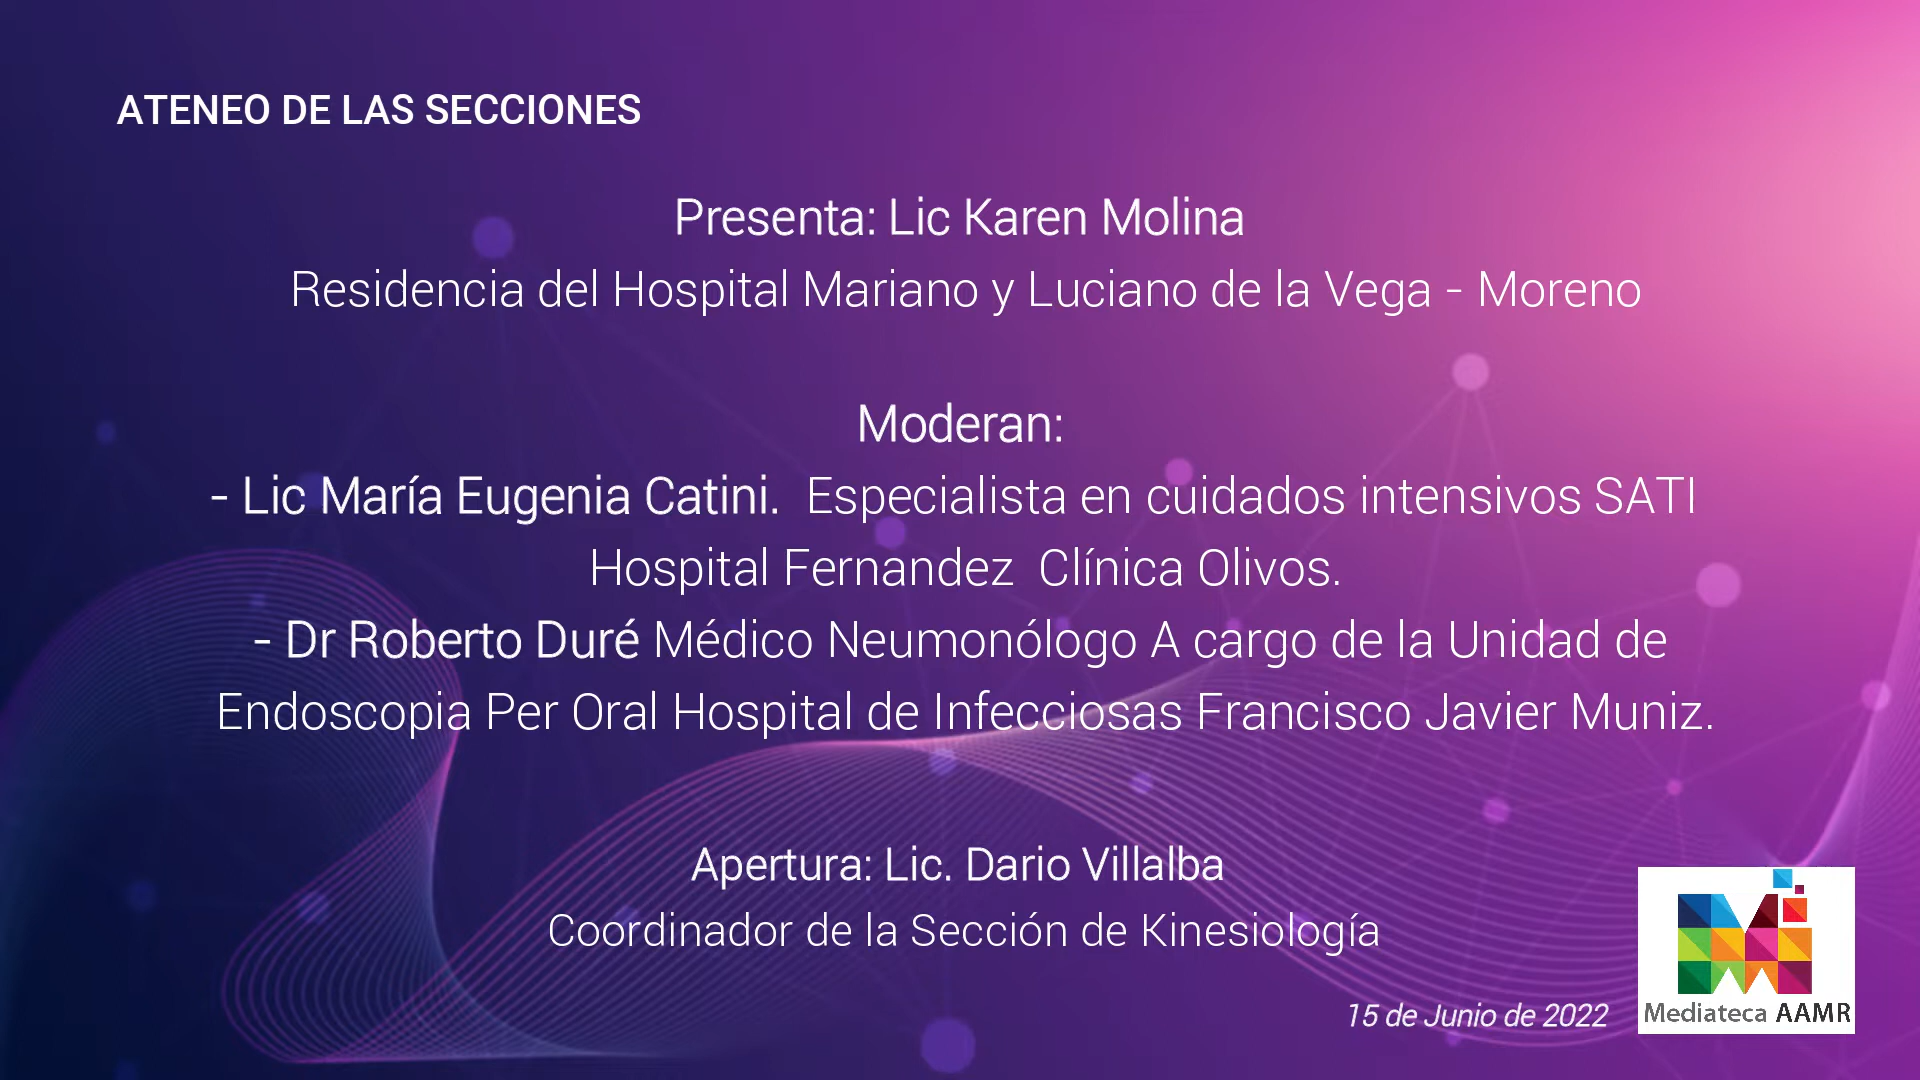 ATENEO DE LAS SECCIONES
Presenta: Lic Karen Molina
Residencia del Hospital Mariano y Luciano de la Vega - Moreno
Moderan:
- Lic María Eugenia Catini. Especialista en cuidados intensivos SATI
Hospital Fernandez Clínica Olivos.
- Dr Roberto Duré Médico Neumonólogo A cargo de la Unidad de
Endoscopia Per Oral Hospital de Infecciosas Francisco Javier Muniz.
Apertura: Lic. Dario Villalba
Coordinador de la Sección de Kinesiología
15 de Junio de 2022
Mediateca AAMR